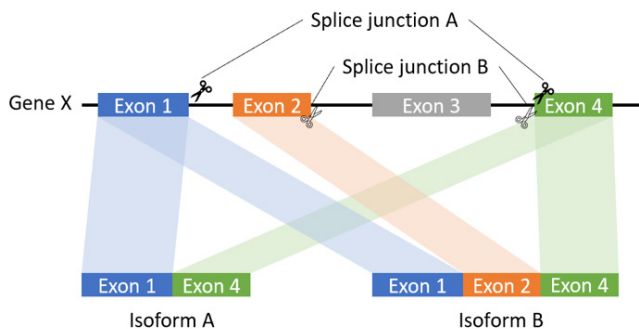 Splice junction A
Splice junction B
Gene X
Exon 1
Exon 2
Exon 3
Exon 4
Exon 1
Exon 4
Exon 1
Exon 2
Exon 4
Isoform A
Isoform B